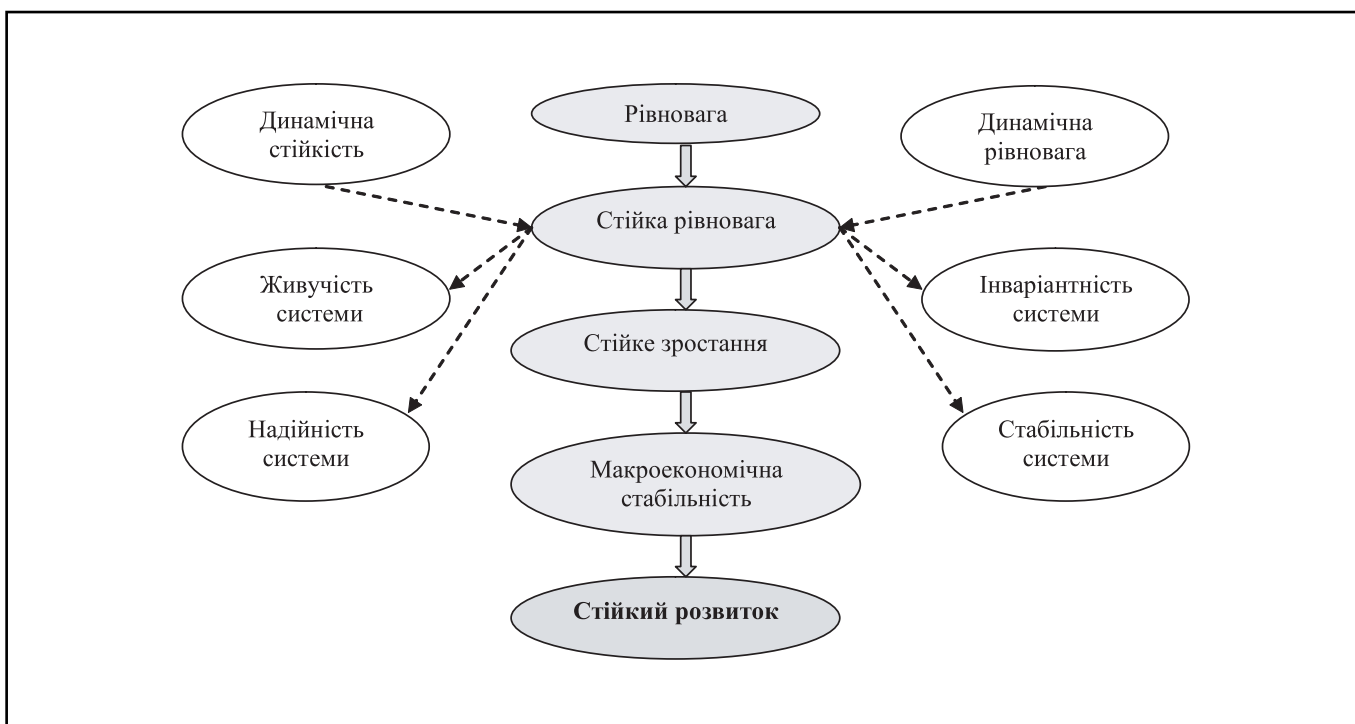 Динамічна
стійкість
Рівновага
Динамічна
рівновага
Стійка рівновага
Живучість
системи
Інваріантність
системи
Стійке зростання
Надійність
системи
Стабільність
системи
Макроекономічна
стабільність
Стійкий розвиток